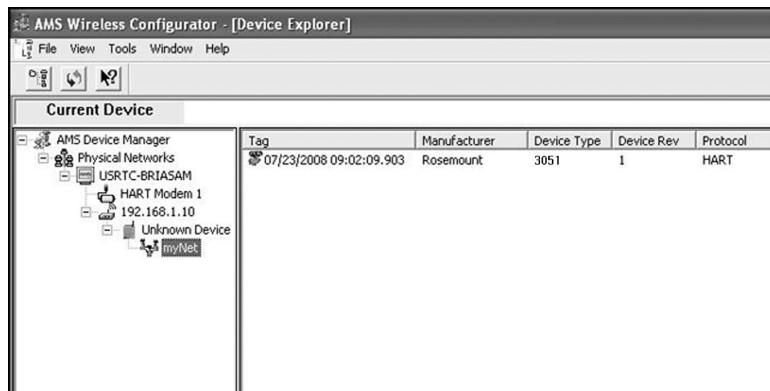 AMS Wireless Configurator - [Device Explorer]
File View Tools Window Help
Current Device
AMS Device Manager
Physical Networks
USRTC-BRIASAM
HART Modem 1
192.168.1.10
Unknown Device
myNet
Tag Manufacturer Device Type Device Rev Protocol
07/23/2008 09:02:09.903 Rosemount 3051 1 HART